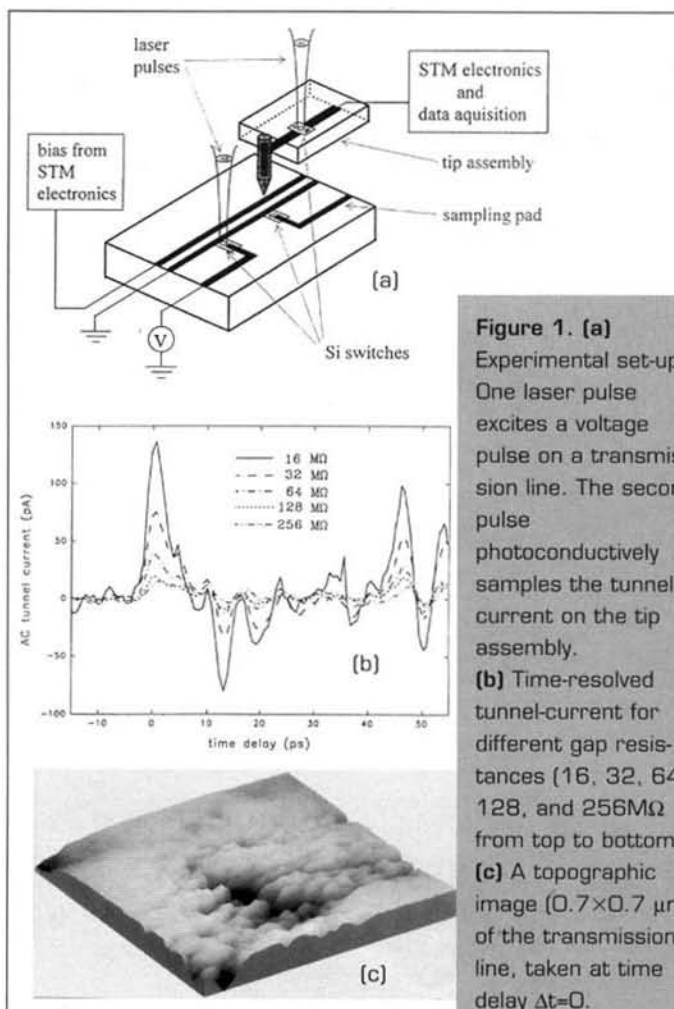 laser
pulses
STM electronics
and
data aquisition
bias from
STM
electronics
tip assembly
sampling pad
(a)
V
Si switches
150
100
50
0
-50
-100
AC tunnel current (pA)
16 MΩ
32 MΩ
64 MΩ
128 MΩ
256 MΩ
(b)
-10
0
10
20
30
40
50
time delay (ps)
(c)
Figure 1. (a)
Experimental set-up
One laser pulse
excites a voltage
pulse on a transmis
sion line. The secon
pulse
photoconductively
samples the tunnel
current on the tip
assembly.
(b) Time-resolved
tunnel-current for
different gap resis-
tances (16, 32, 64
128, and 256MΩ
from top to bottom
(c) A topographic
image (0.7×0.7 μm
of the transmission
line, taken at time
delay Δt=0.